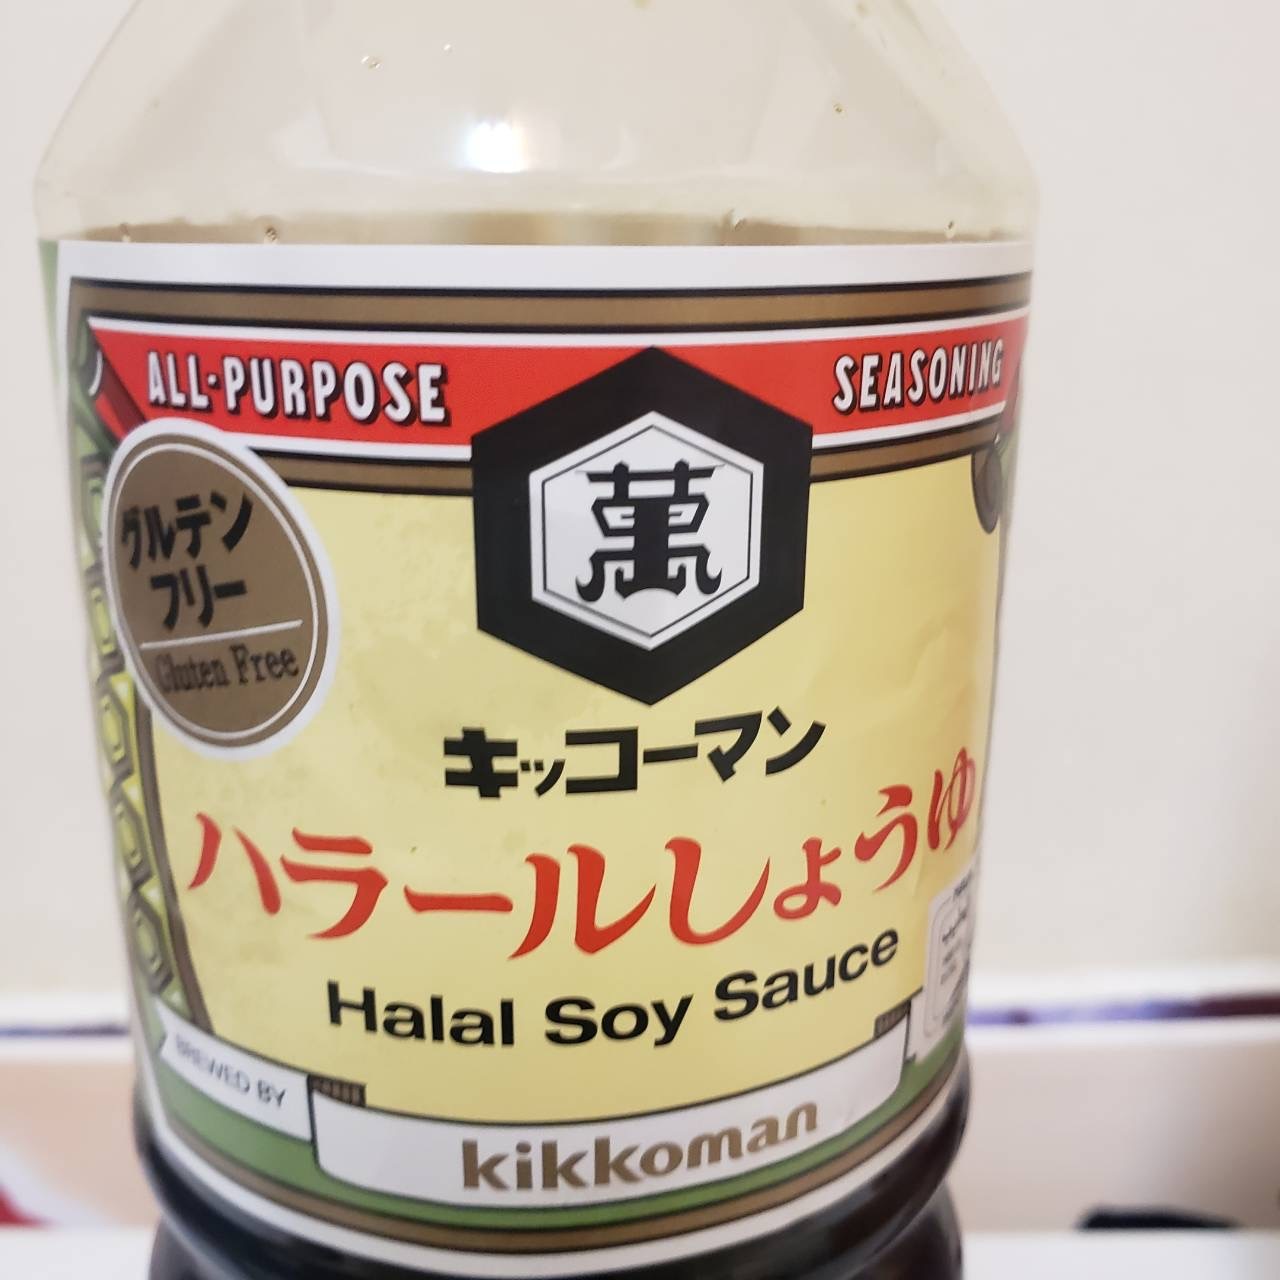 ALL-PURPOSE
SEASONING
萬
グルテン
フリー
Gluten Free
キッコーマン
ハラールしょうゆ
Halal Soy Sauce
BREWED BY
kikkoman